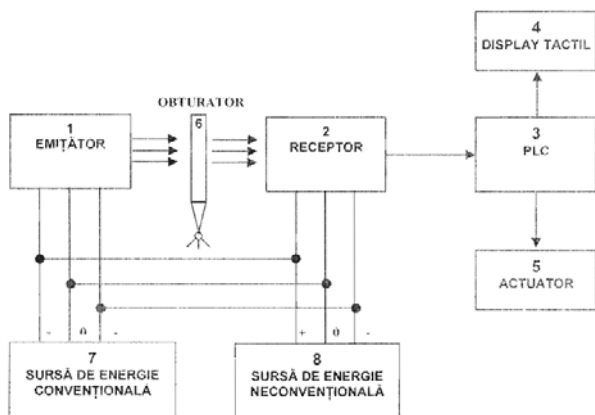 4
DISPLAY TACTIL
OBTURATOR
1
EMIȚĂTOR
6
2
RECEPTOR
3
PLC
5
ACTUATOR
- 0 -
+ 0 -
7
SURSĂ DE ENERGIE
CONVENȚIONALĂ
8
SURSĂ DE ENERGIE
NECONVENȚIONALĂ